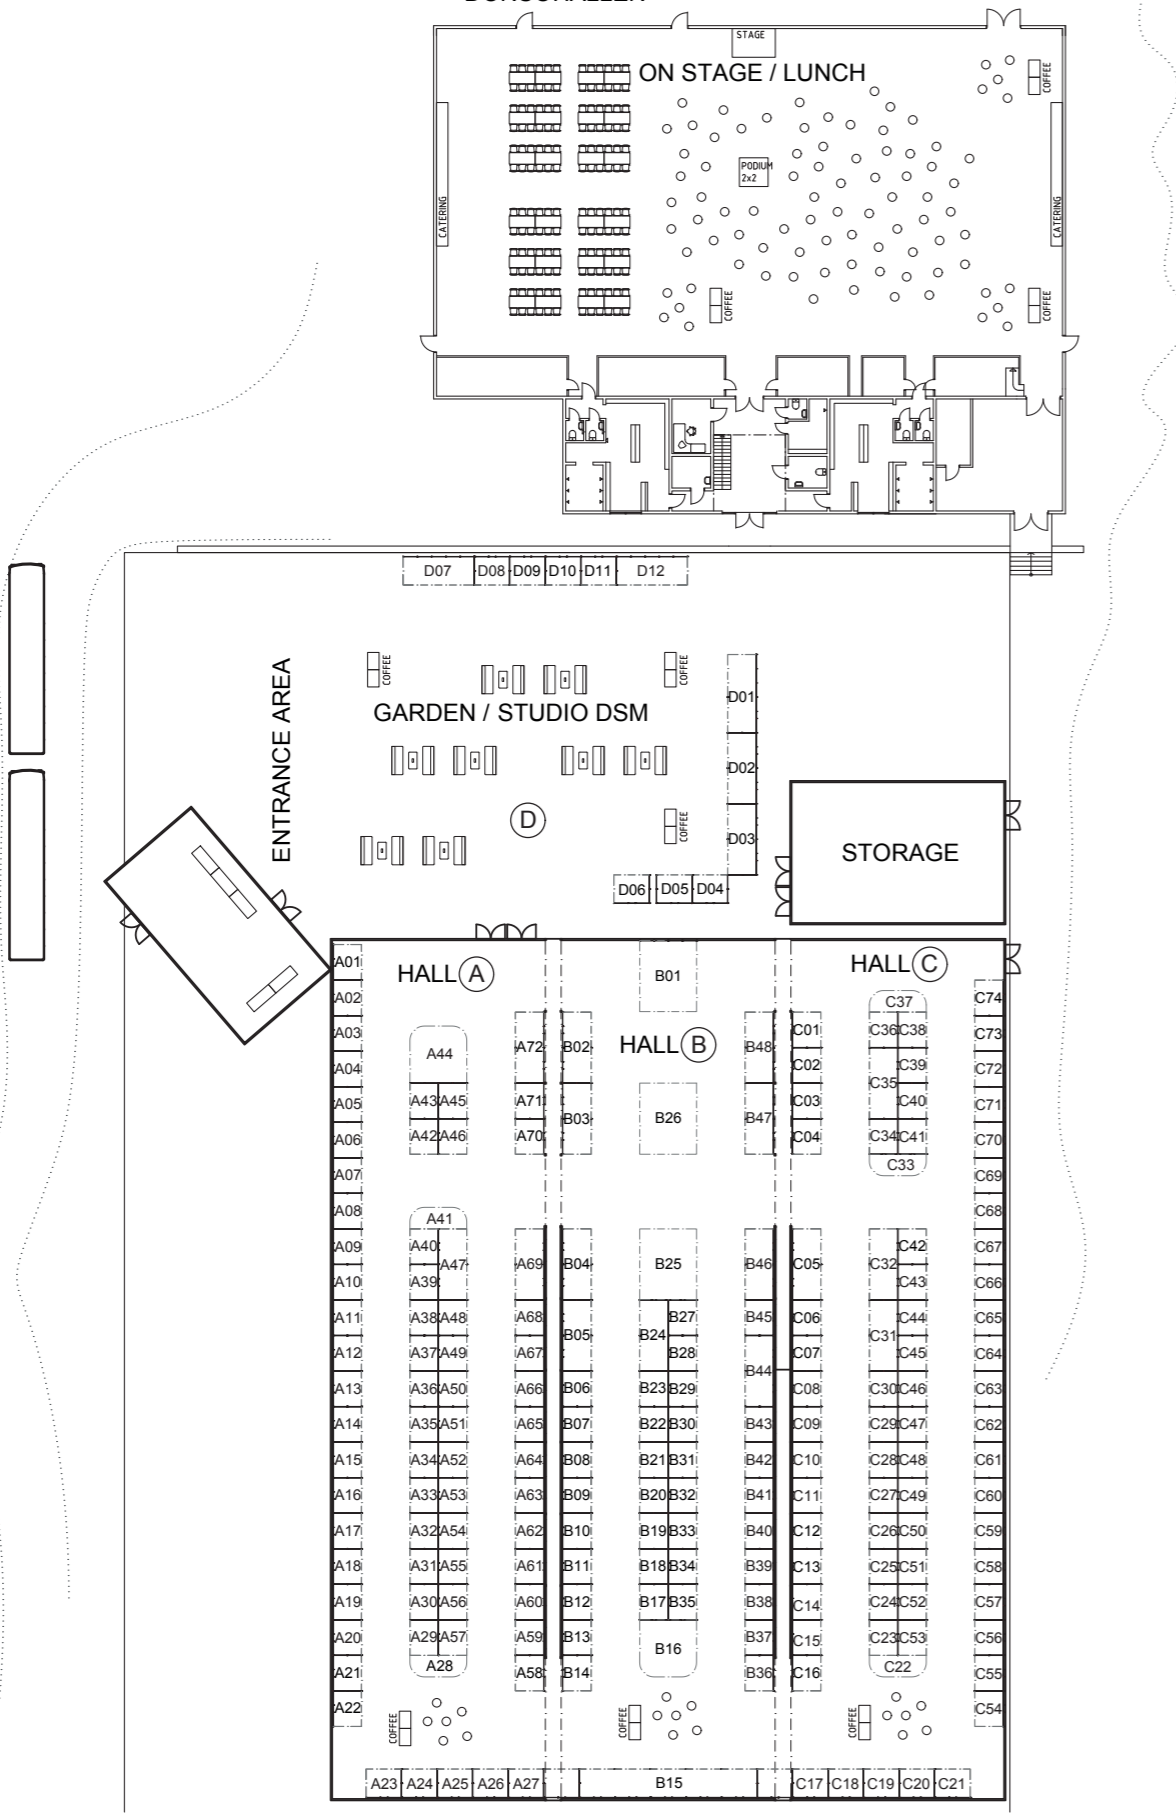 STAGE
ON STAGE / LUNCH
COFFEE
PODIUM
2x2
CATERING
CATERING
COFFEE
COFFEE
D07 D08 D09 D10 D11 D12
ENTRANCE AREA
COFFEE
COFFEE
GARDEN / STUDIO DSM
D01
D02
D
COFFEE
D03
STORAGE
D06 D05 D04
HALL A
HALL B
HALL C
A01
A02
A03
A04
A05
A06
A07
A08
A09
A10
A11
A12
A13
A14
A15
A16
A17
A18
A19
A20
A21
A22
A44
A43 A45
A42 A46
A41
A40
A47
A39
A38 A48
A37 A49
A36 A50
A35 A51
A34 A52
A33 A53
A32 A54
A31 A55
A30 A56
A29 A57
A28
A72
A71
A70
A69
A68
A67
A66
A65
A64
A63
A62
A61
A60
A59
A58
B02
B03
B04
B05
B06
B07
B08
B09
B10
B11
B12
B13
B14
B01
B26
B25
B27
B24
B28
B23 B29
B22 B30
B21 B31
B20 B32
B19 B33
B18 B34
B17 B35
B16
B48
B47
B46
B45
B44
B43
B42
B41
B40
B39
B38
B37
B36
C01
C02
C03
C04
C05
C06
C07
C08
C09
C10
C11
C12
C13
C14
C15
C16
C37
C36 C38
C39
C35
C40
C34 C41
C33
C42
C32
C43
C44
C31
C45
C30 C46
C29 C47
C28 C48
C27 C49
C26 C50
C25 C51
C24 C52
C23 C53
C22
C74
C73
C72
C71
C70
C69
C68
C67
C66
C65
C64
C63
C62
C61
C60
C59
C58
C57
C56
C55
C54
COFFEE
COFFEE
COFFEE
A23 A24 A25 A26 A27
B15
C17 C18 C19 C20 C21